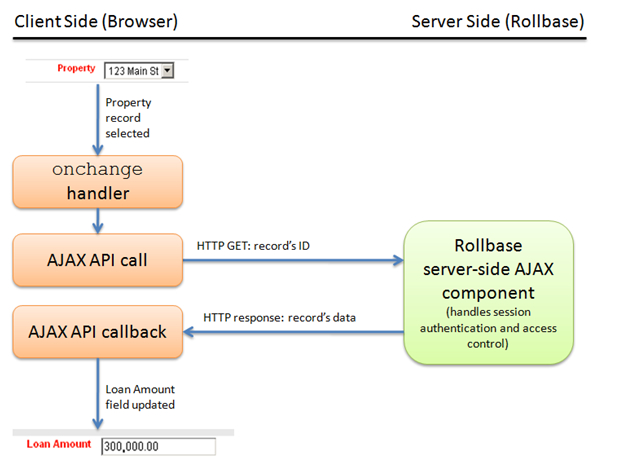 Client Side (Browser)
Server Side (Rollbase)
Property
123 Main St
Property
record
selected
onchange
handler
AJAX API call
HTTP GET: record's ID
Rollbase
server-side AJAX
component
(handles session
authentication and access
control)
HTTP response: record's data
AJAX API callback
Loan Amount
field updated
Loan Amount
300,000.00